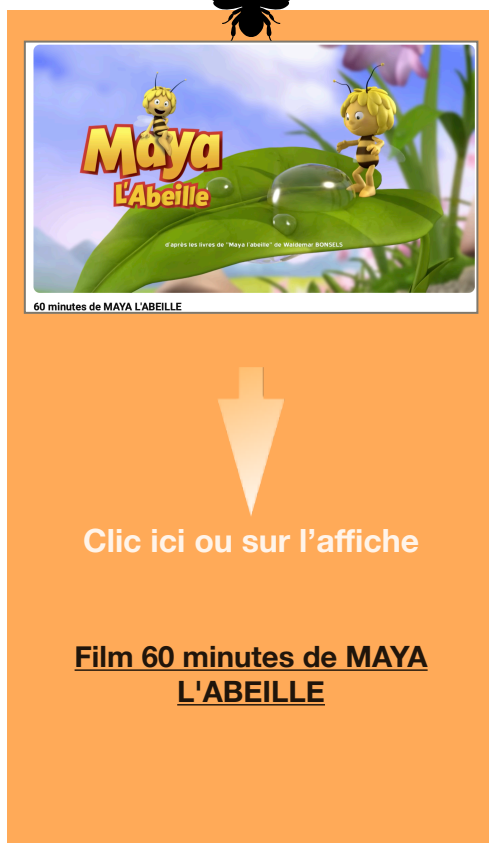 Maya
L'Abeille
d'après les livres de "Maya l'abeille" de Waldemar BONSELS
60 minutes de MAYA L'ABEILLE
Clic ici ou sur l’affiche
Film 60 minutes de MAYA
L'ABEILLE